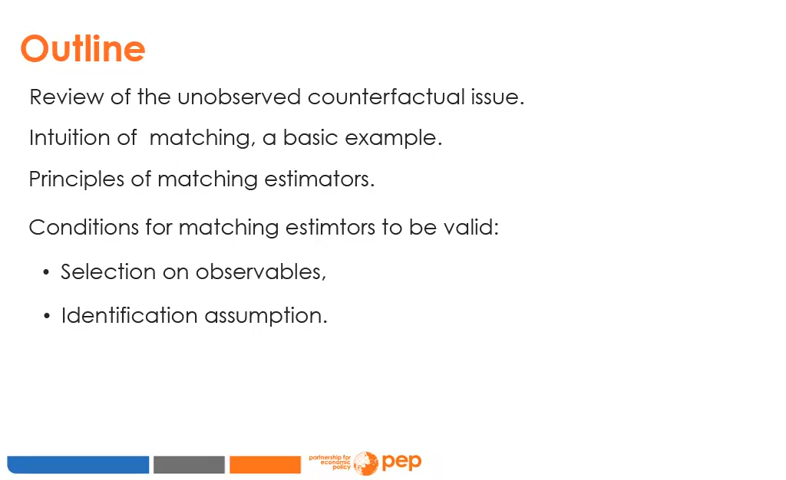 Outline
Review of the unobserved counterfactual issue.
Intuition of  matching, a basic example.
Principles of matching estimators.
Conditions for matching estimtors to be valid:
• Selection on observables,
• Identification assumption.
partnership for
economic
policy
pep